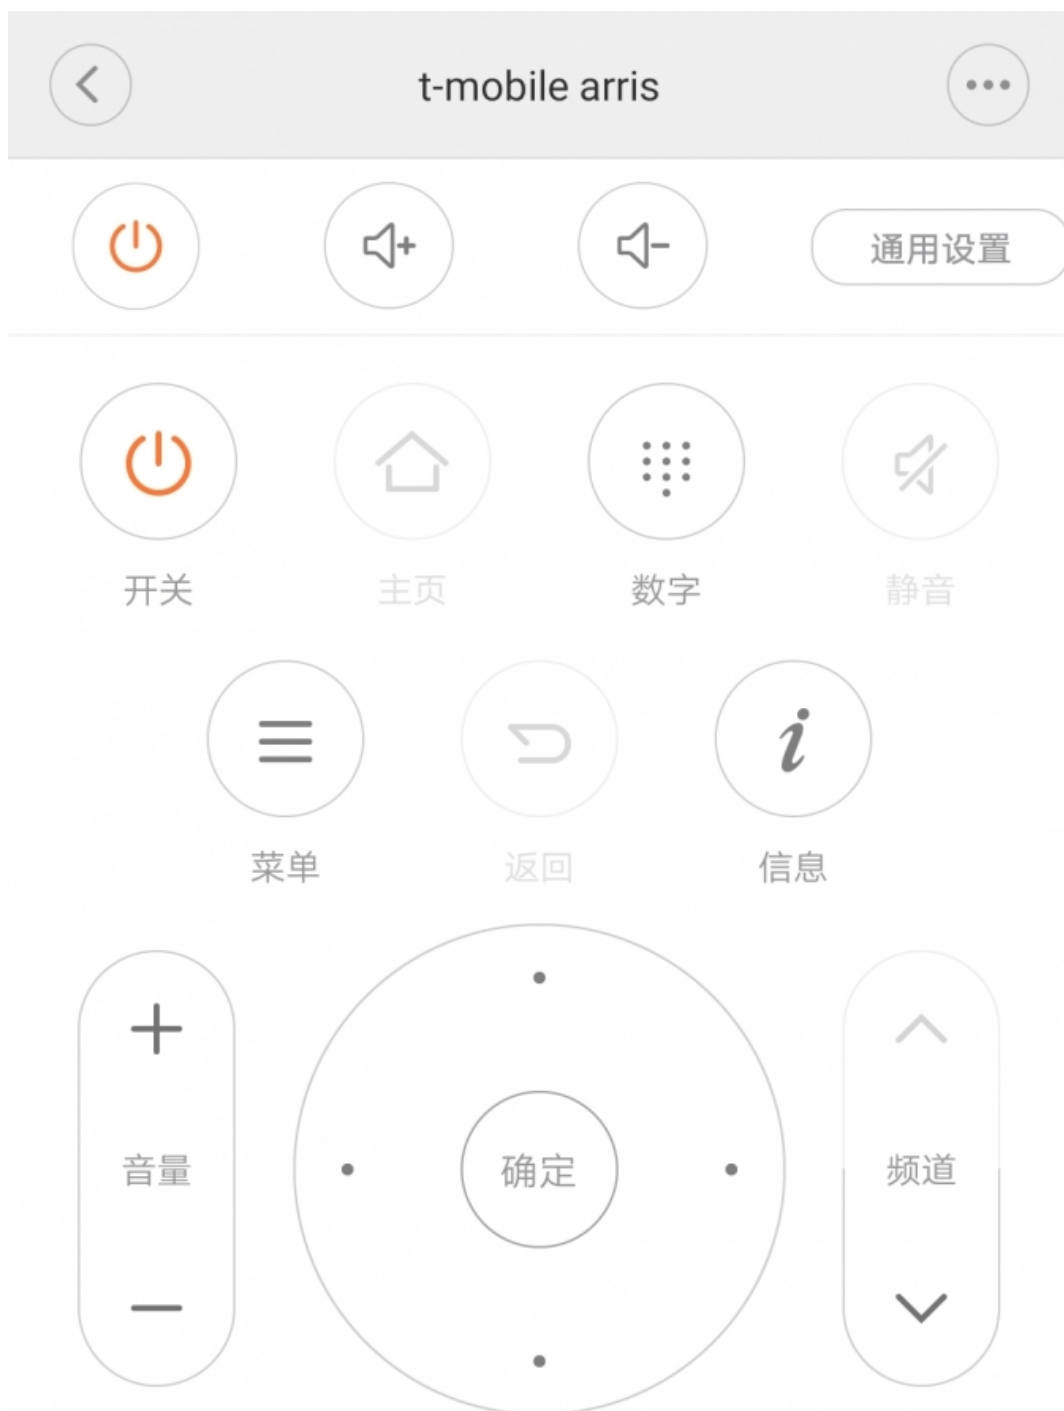 t-mobile arris
通用设置
开关
主页
数字
静音
菜单
返回
信息
音量
确定
频道